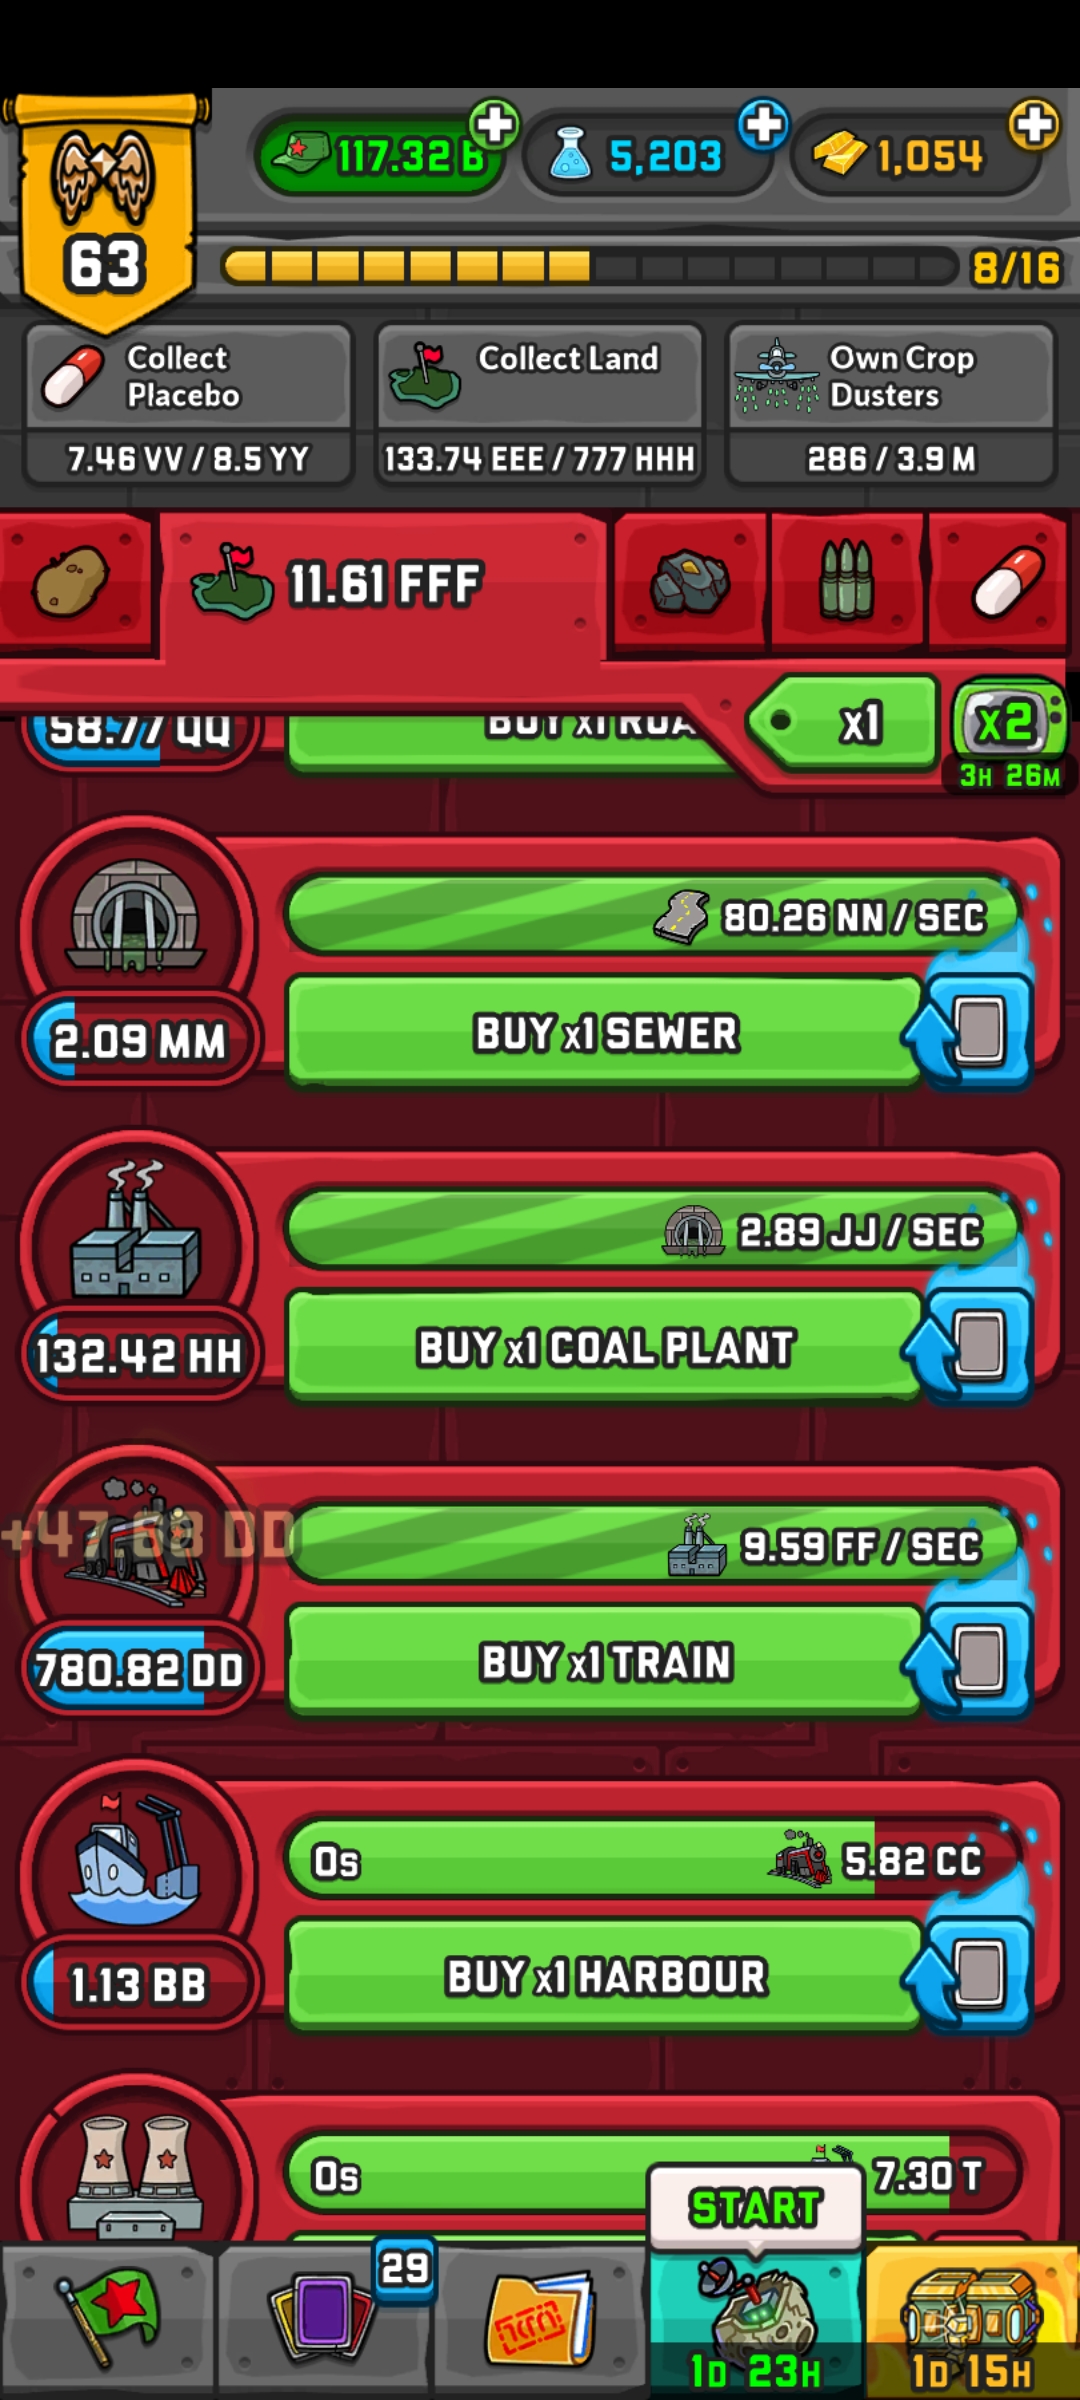 117.32 B
5,203
1,054
63
8/16
Collect
Placebo
7.46 VV / 8.5 YY
Collect Land
133.74 EEE / 777 HHH
Own Crop
Dusters
286 / 3.9 M
11.61 FFF
x1
x2
3H 26M
58.77 QQ
BUY x1 ROA
80.26 NN / SEC
BUY x1 SEWER
2.09 MM
2.89 JJ / SEC
BUY x1 COAL PLANT
132.42 HH
9.59 FF / SEC
BUY x1 TRAIN
780.82 DD
0s
5.82 CC
BUY x1 HARBOUR
1.13 BB
0s
7.30 T
START
29
1D 23H
1D 15H